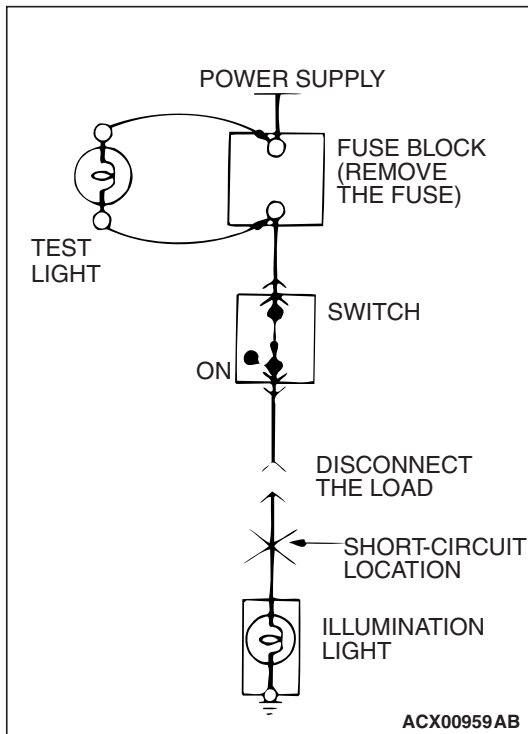 POWER SUPPLY
FUSE BLOCK
(REMOVE
THE FUSE)
TEST
LIGHT
SWITCH
ON
DISCONNECT
THE LOAD
SHORT-CIRCUIT
LOCATION
ILLUMINATION
LIGHT
ACX00959AB